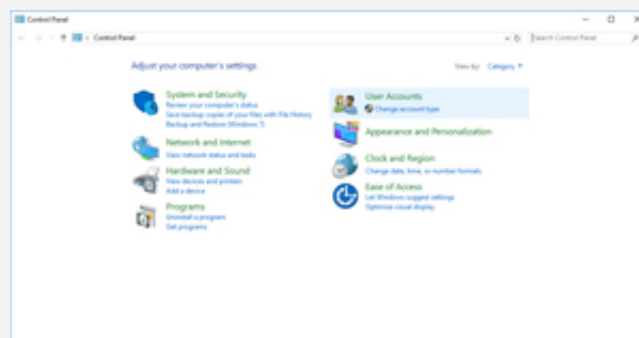 Control Panel
Control Panel
Search Control Panel
Adjust your computer's settings
View by: Category
System and Security
Review your computer's status
Save backup copies of your files with File History
Backup and Restore (Windows 7)
Network and Internet
View network status and tasks
Hardware and Sound
View devices and printers
Add a device
Programs
Uninstall a program
Get programs
User Accounts
Change account type
Appearance and Personalization
Clock and Region
Change date, time, or number formats
Ease of Access
Let Windows suggest settings
Optimize visual display